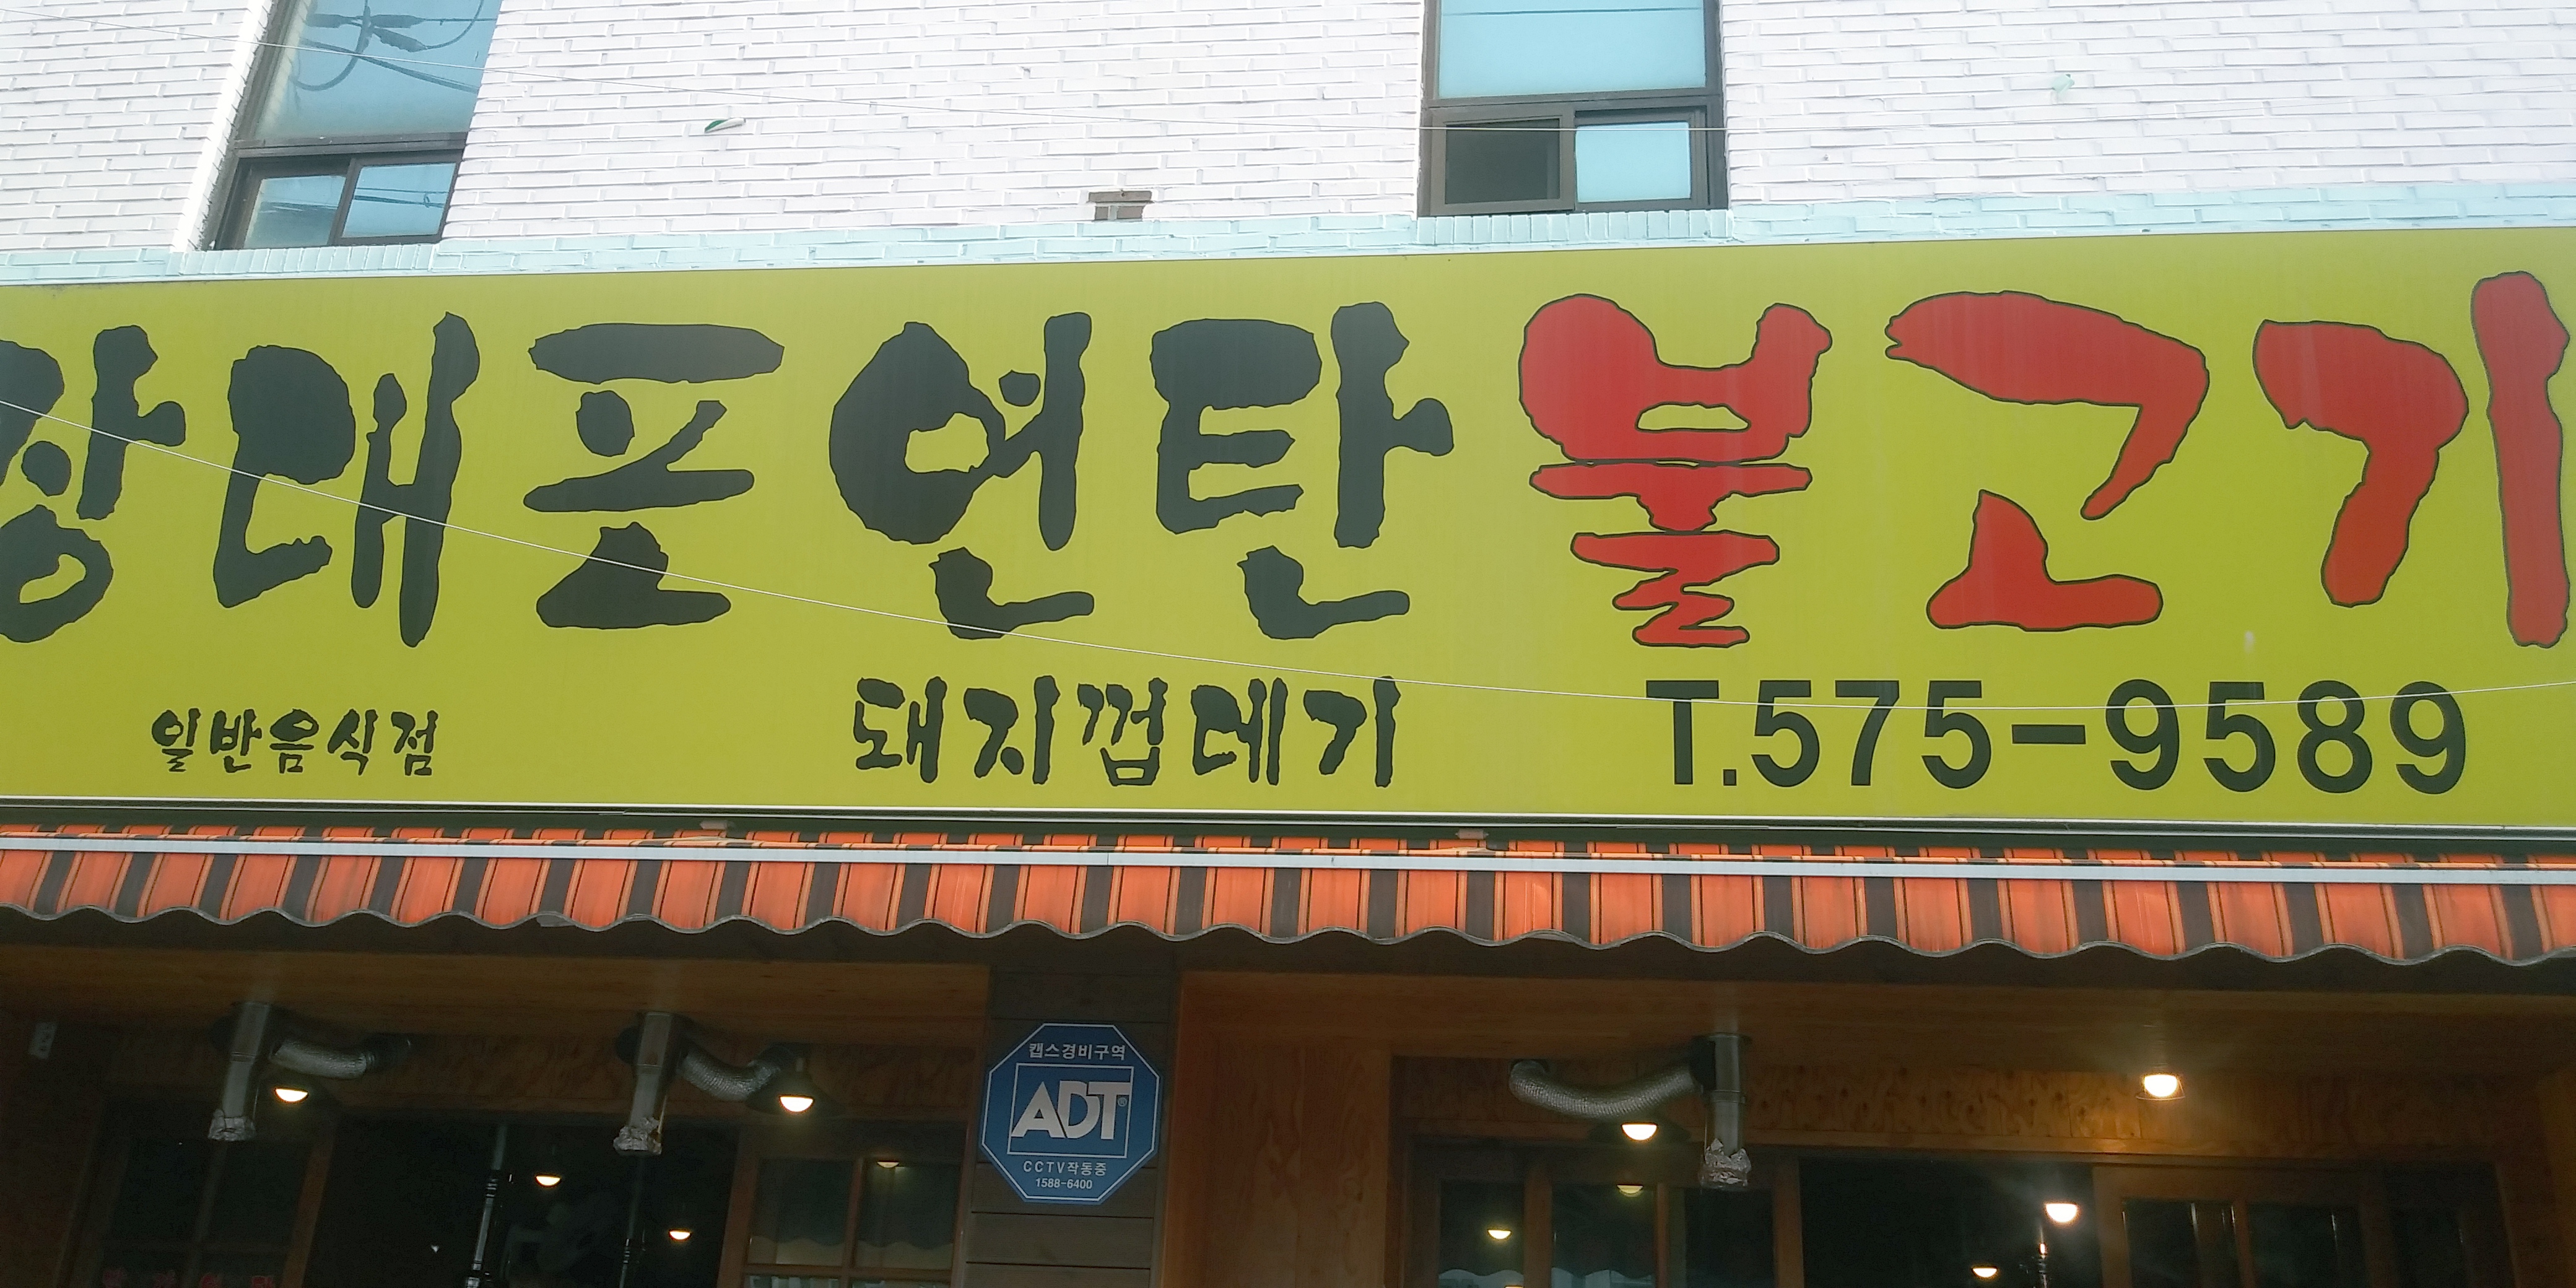 대포연탄불고기
일반음식점 돼지껍데기 T.575-9589
캡스경비구역
ADT
CCTV작동중
1588-6400